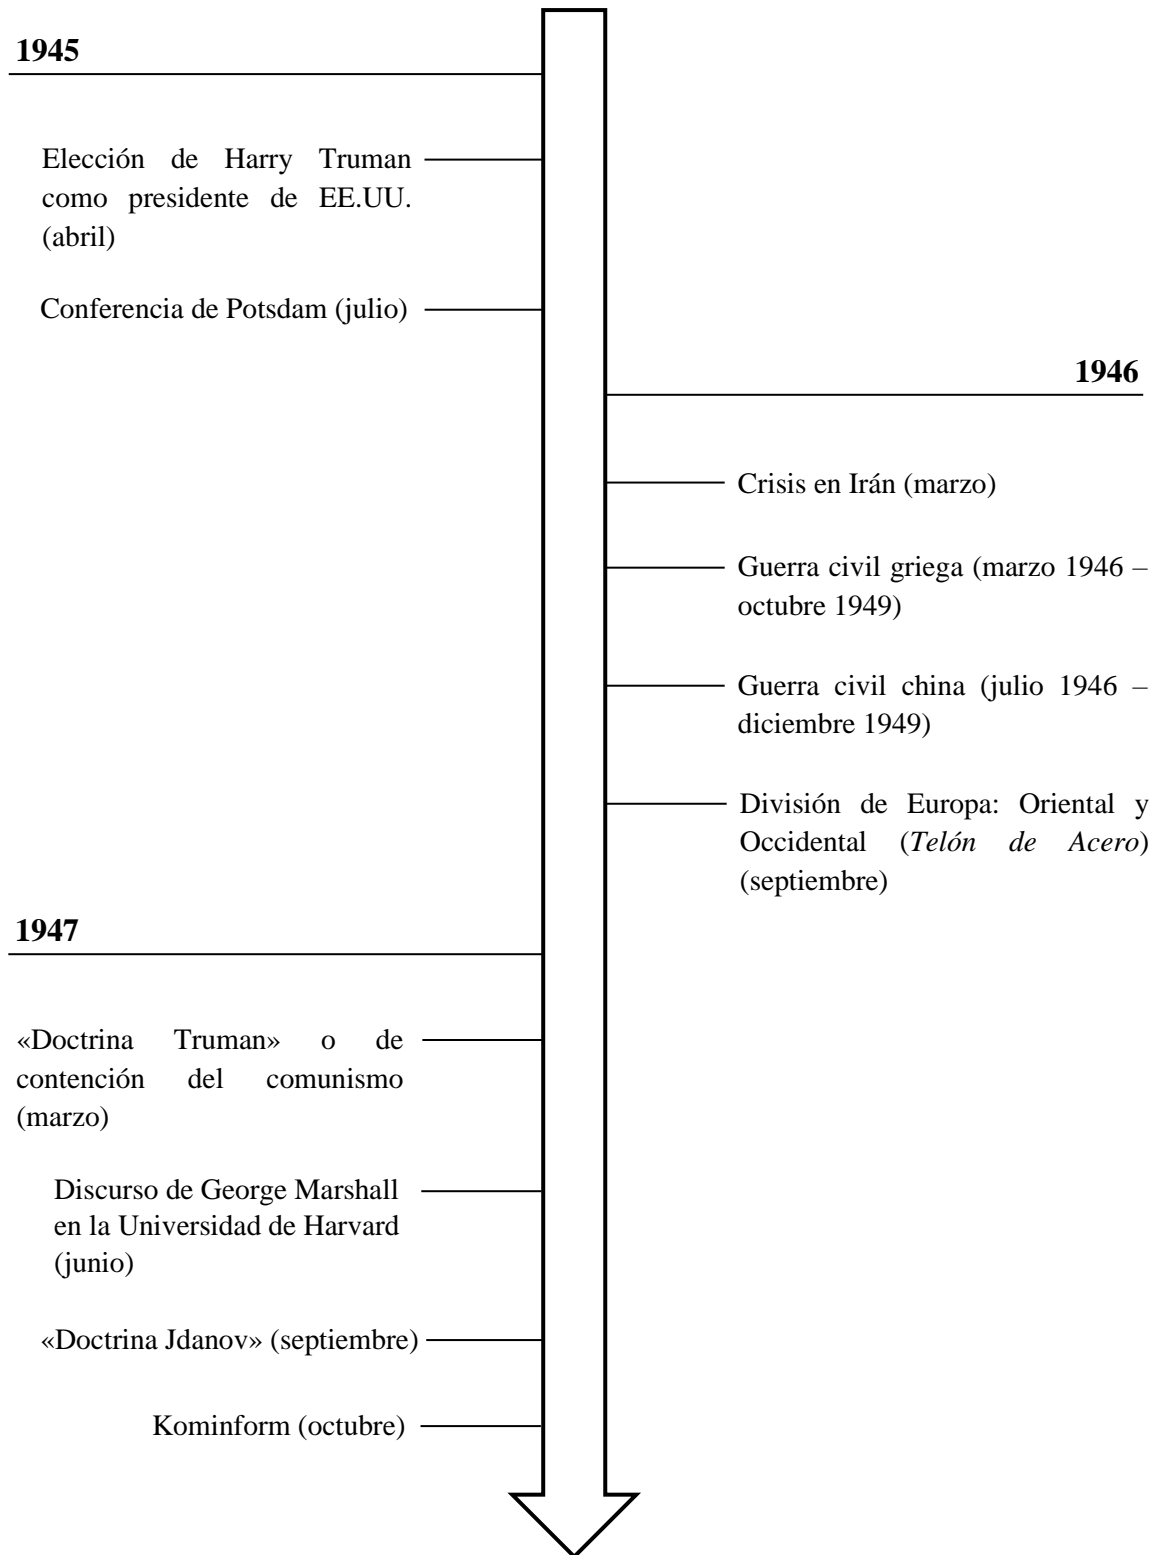 1945
Elección de Harry Truman
como presidente de EE.UU.
(abril)
Conferencia de Potsdam (julio)
1946
Crisis en Irán (marzo)
Guerra civil griega (marzo 1946 –
octubre 1949)
Guerra civil china (julio 1946 –
diciembre 1949)
División de Europa: Oriental y
Occidental (Telón de Acero)
(septiembre)
1947
«Doctrina Truman» o de
contención del comunismo
(marzo)
Discurso de George Marshall
en la Universidad de Harvard
(junio)
«Doctrina Jdanov» (septiembre)
Kominform (octubre)